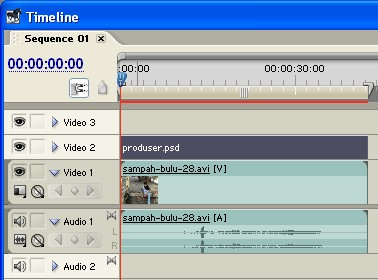 Timeline
Sequence 01
00:00:00:00
:00:00
00:00:30:00
Video 3
Video 2
produser.psd
Video 1
sampah-bulu-28.avi [V]
Audio 1
sampah-bulu-28.avi [A]
L
R
Audio 2